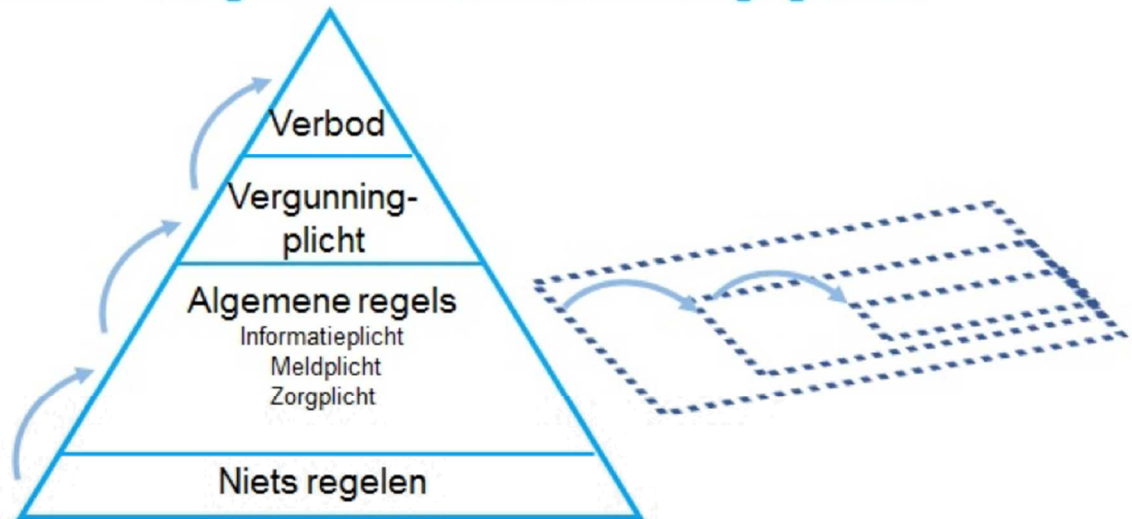 Verbod
Vergunning-
plicht
Algemene regels
Informatieplicht
Meldplicht
Zorgplicht
Niets regelen